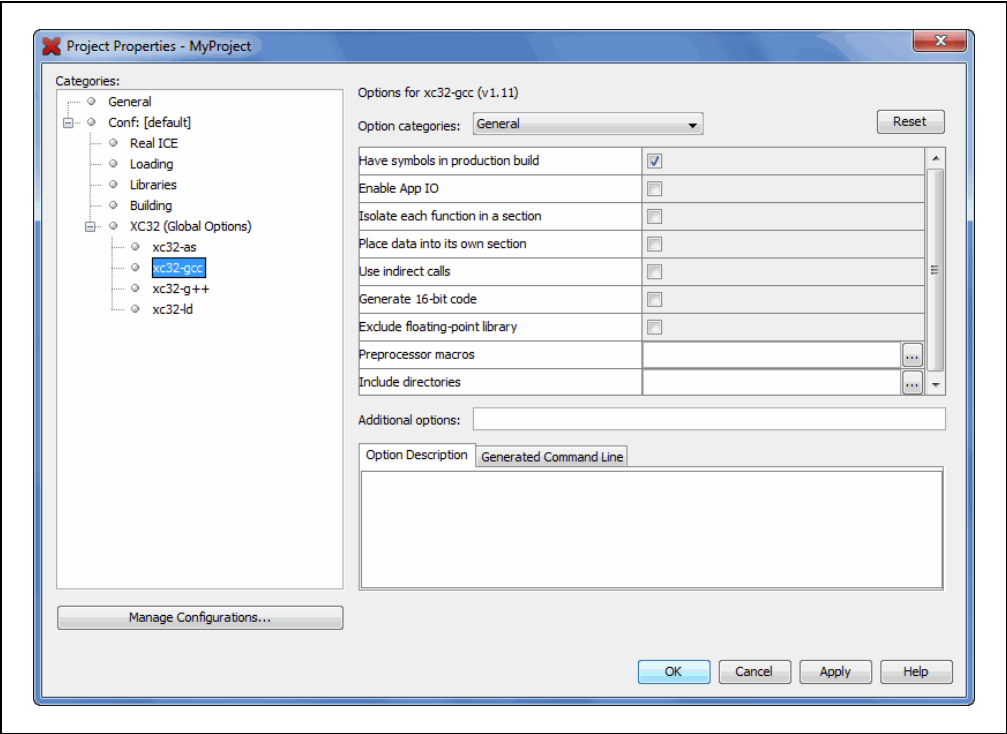 Project Properties - MyProject
Categories:
General
Conf: [default]
Real ICE
Loading
Libraries
Building
XC32 (Global Options)
xc32-as
xc32-gcc
xc32-g++
xc32-ld
Manage Configurations...
Options for xc32-gcc (v1.11)
Option categories: General
Reset
Have symbols in production build
Enable App IO
Isolate each function in a section
Place data into its own section
Use indirect calls
Generate 16-bit code
Exclude floating-point library
Preprocessor macros ...
Include directories ...
Additional options:
Option Description Generated Command Line
OK Cancel Apply Help